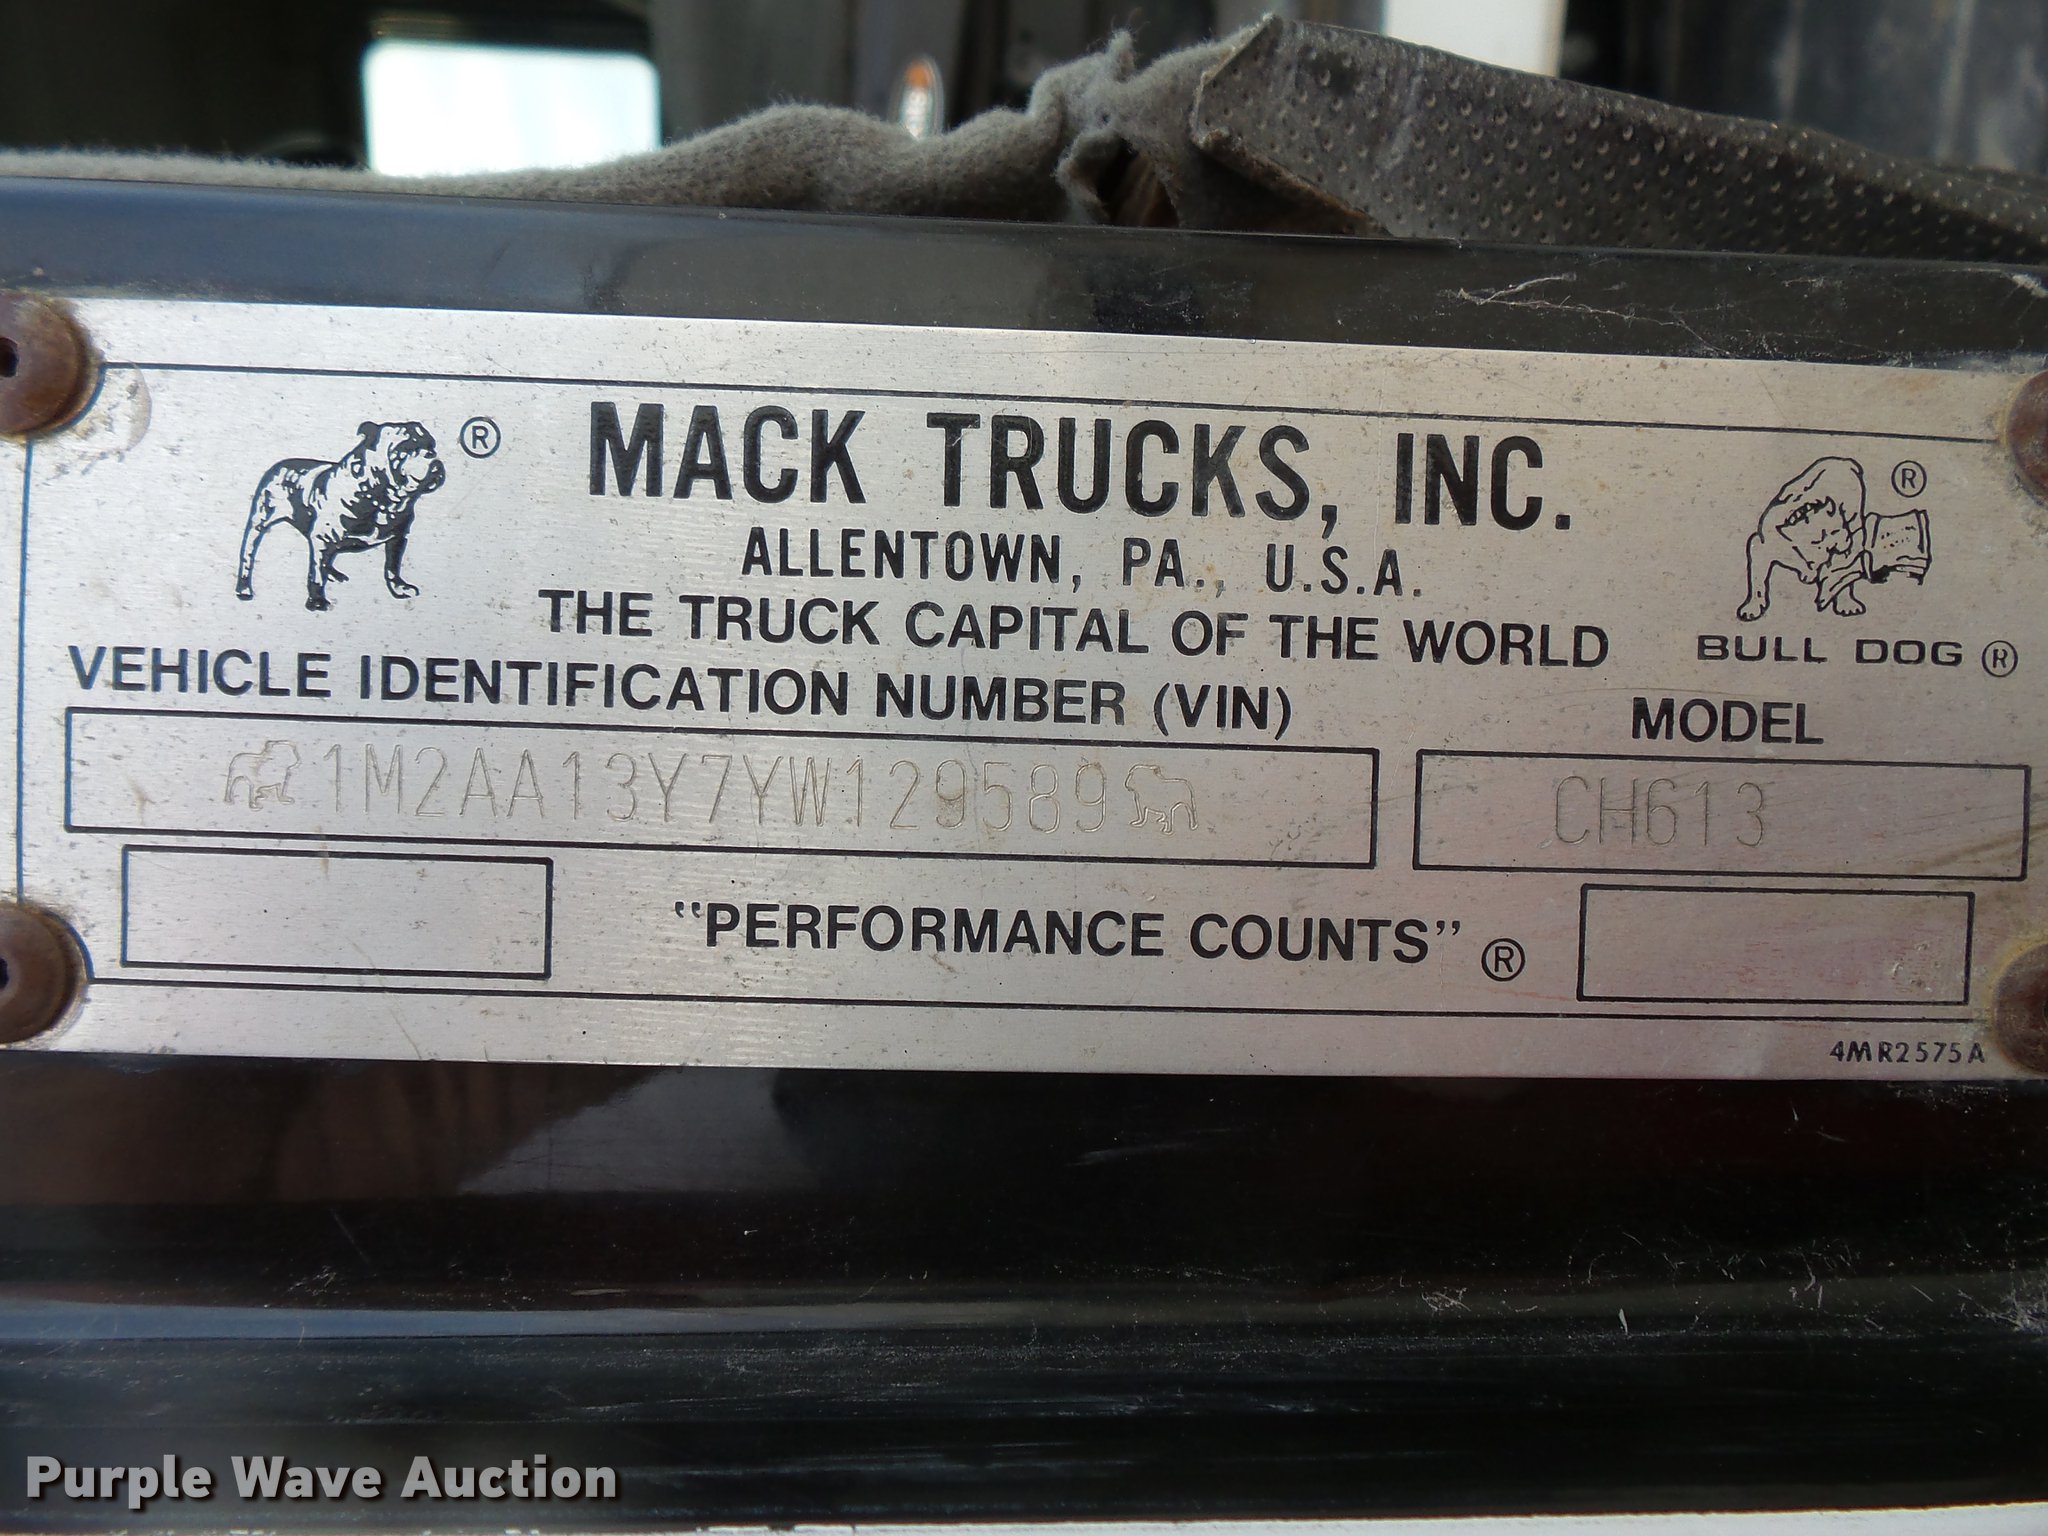 MACK TRUCKS, INC.
ALLENTOWN, PA., U.S.A.
THE TRUCK CAPITAL OF THE WORLD
BULL DOG ®
VEHICLE IDENTIFICATION NUMBER (VIN)
MODEL
1M2AA13Y7YW129589
CH613
"PERFORMANCE COUNTS" ®
4MR2575A
Purple Wave Auction